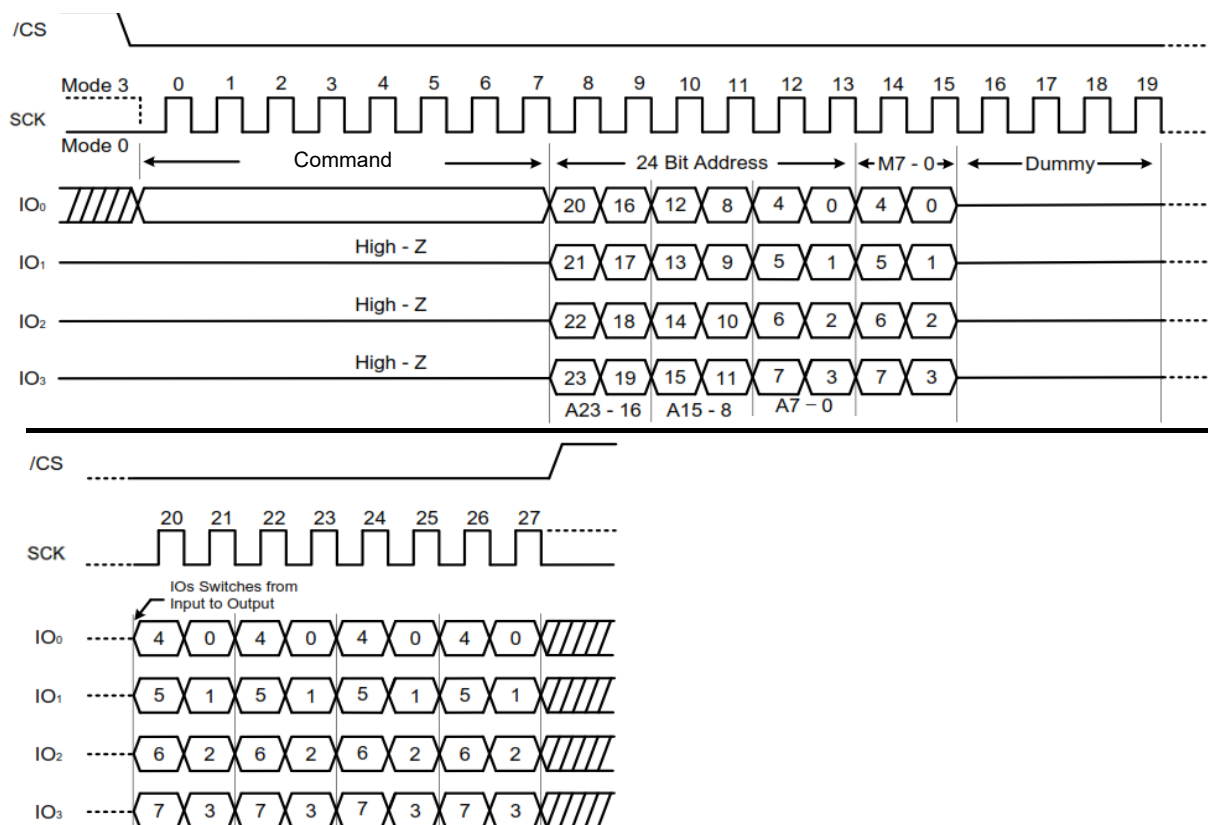 /CS
Mode 3 0 1 2 3 4 5 6 7 8 9 10 11 12 13 14 15 16 17 18 19
SCK
Mode 0
Command 24 Bit Address M7 - 0 Dummy
IO₀ 20 16 12 8 4 0 4 0
High - Z
IO₁ 21 17 13 9 5 1 5 1
High - Z
IO₂ 22 18 14 10 6 2 6 2
High - Z
IO₃ 23 19 15 11 7 3 7 3
A23 - 16 A15 - 8 A7 – 0
/CS
20 21 22 23 24 25 26 27
SCK
IOs Switches from
Input to Output
IO₀ 4 0 4 0 4 0 4 0
IO₁ 5 1 5 1 5 1 5 1
IO₂ 6 2 6 2 6 2 6 2
IO₃ 7 3 7 3 7 3 7 3